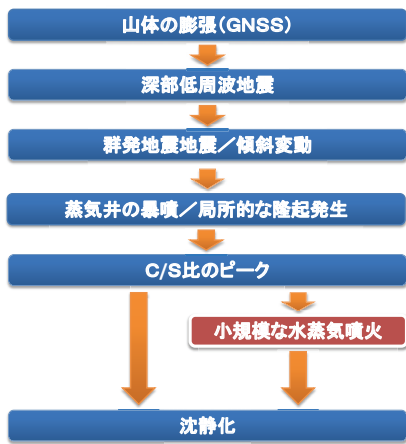 山体の膨張(GNSS)
深部低周波地震
群発地震地震／傾斜変動
蒸気井の暴噴／局所的な隆起発生
C/S比のピーク
小規模な水蒸気噴火
沈静化